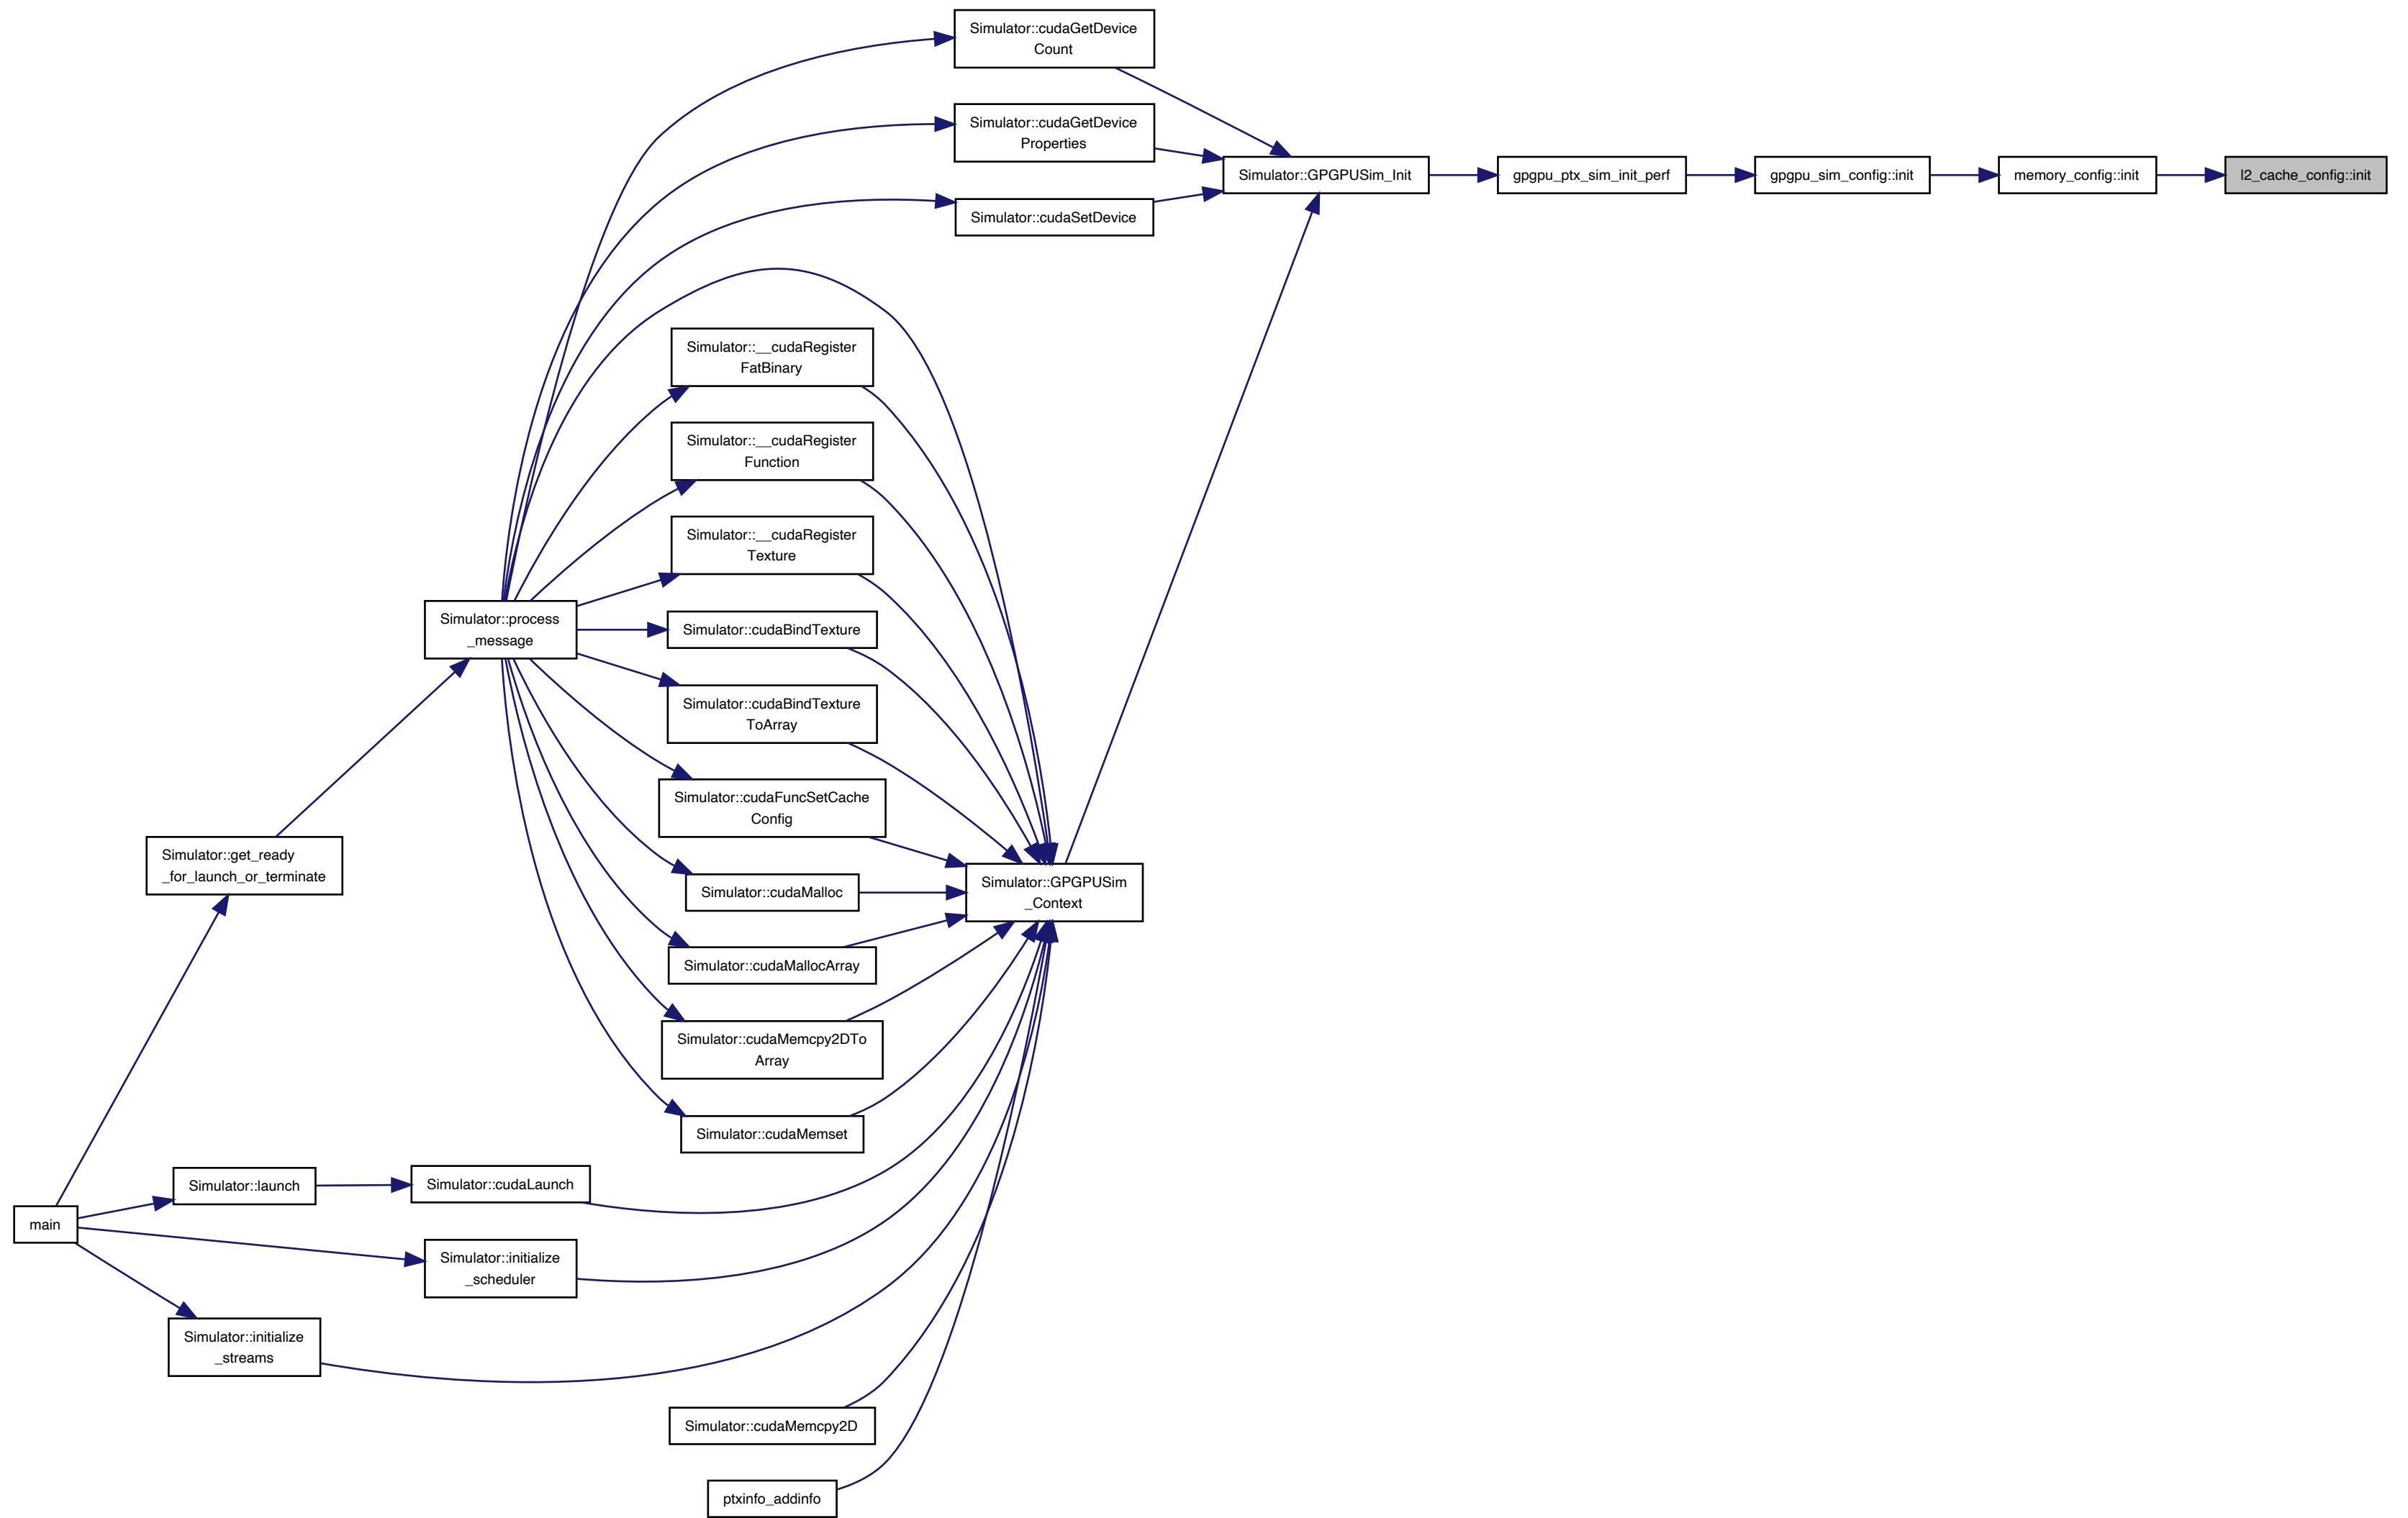 Simulator::cudaGetDevice
Count
Simulator::cudaGetDevice
Properties
Simulator::GPGPUSim_Init
gpgpu_ptx_sim_init_perf
gpgpu_sim_config::init
memory_config::init
l2_cache_config::init
Simulator::cudaSetDevice
Simulator::__cudaRegister
FatBinary
Simulator::__cudaRegister
Function
Simulator::__cudaRegister
Texture
Simulator::process
_message
Simulator::cudaBindTexture
Simulator::cudaBindTexture
ToArray
Simulator::cudaFuncSetCache
Config
Simulator::get_ready
_for_launch_or_terminate
Simulator::cudaMalloc
Simulator::GPGPUSim
_Context
Simulator::cudaMallocArray
Simulator::cudaMemcpy2DTo
Array
Simulator::cudaMemset
Simulator::launch
Simulator::cudaLaunch
main
Simulator::initialize
_scheduler
Simulator::initialize
_streams
Simulator::cudaMemcpy2D
ptxinfo_addinfo